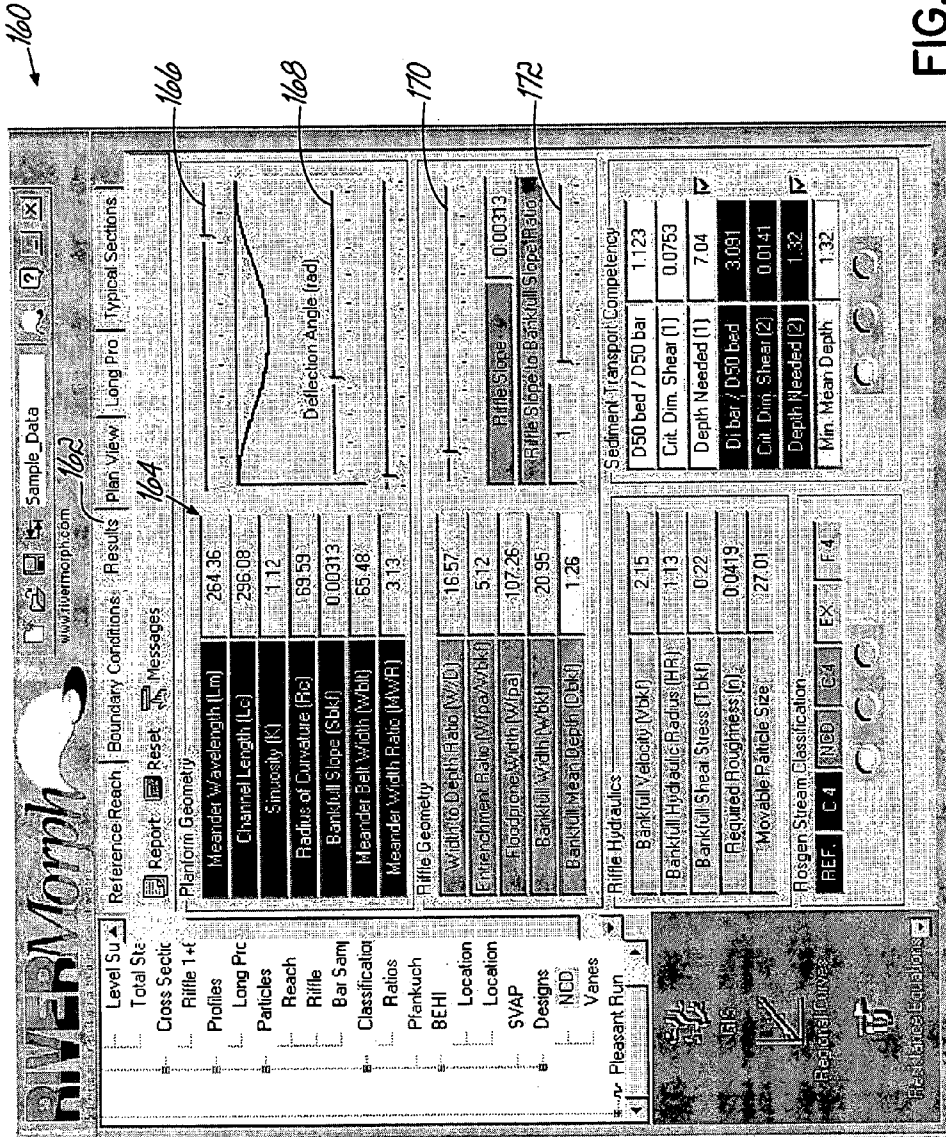 160
RIVERMorph
Sample_Data
www.rivermorph.com
162
Reference Reach
Boundary Conditions
Results
Plan View
Long Pro
Typical Sections
Report
Reset
Messages
164
Level Su
Total Sta
Cross Sectio
Riffle 1+
Profiles
Long Pro
Particles
Reach
Riffle
Bar Samp
Classification
Ratios
Pfankuch
BEHI
Location
Location
SVAP
Designs
NCD
Vanes
Pleasant Run
Regional Curves
Resistance Equations
Planform Geometry
Meander Wavelength (Lm) 264.36
Channel Length (Lc) 296.08
Sinuosity (K) 1.12
Radius of Curvature (Rc) 69.59
Bankfull Slope (Sbkf) 0.00313
Meander Belt Width (Wblt) 65.48
Meander Width Ratio (MWR) 3.13
166
Deflection Angle (rad)
168
Riffle Geometry
Width to Depth Ratio (W/D) 16.57
Entrenchment Ratio (Wfpa/Wbkf) 5.12
Floodprone Width (Wfpa) 107.26
Bankfull Width (Wbkf) 20.95
Bankfull Mean Depth (Dbkf) 1.26
170
Riffle Slope 0.00313
Riffle Slope to Bankfull Slope Ratio
1
172
Riffle Hydraulics
Bankfull Velocity (Vbkf) 2.15
Bankfull Hydraulic Radius (HR) 1.13
Bankfull Shear Stress (Tbkf) 0.22
Required Roughness (n) 0.0419
Movable Particle Size 27.01
Rosgen Stream Classification
REF. C 4 NCD C4 EX F 4
Sediment Transport Competency
D50 bed / D50 bar 1.123
Crit. Dim. Shear (1) 0.0753
Depth Needed (1) 7.04
Di bar / D50 bed 3.091
Crit. Dim. Shear (2) 0.0141
Depth Needed (2) 1.32
Min. Mean Depth 1.32
FIG.